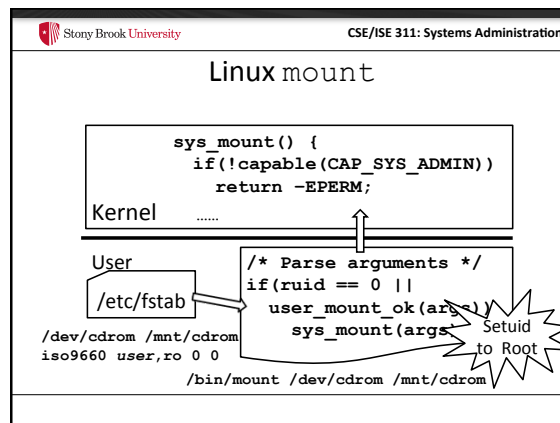 Stony Brook University
CSE/ISE 311: Systems Administration
Linux mount
sys_mount() {
if(!capable(CAP_SYS_ADMIN))
return -EPERM;
Kernel ......
User
/etc/fstab
/* Parse arguments */
if(ruid == 0 ||
user_mount_ok(args))
sys_mount(args
Setuid
to Root
/dev/cdrom /mnt/cdrom
iso9660 user,ro 0 0
/bin/mount /dev/cdrom /mnt/cdrom